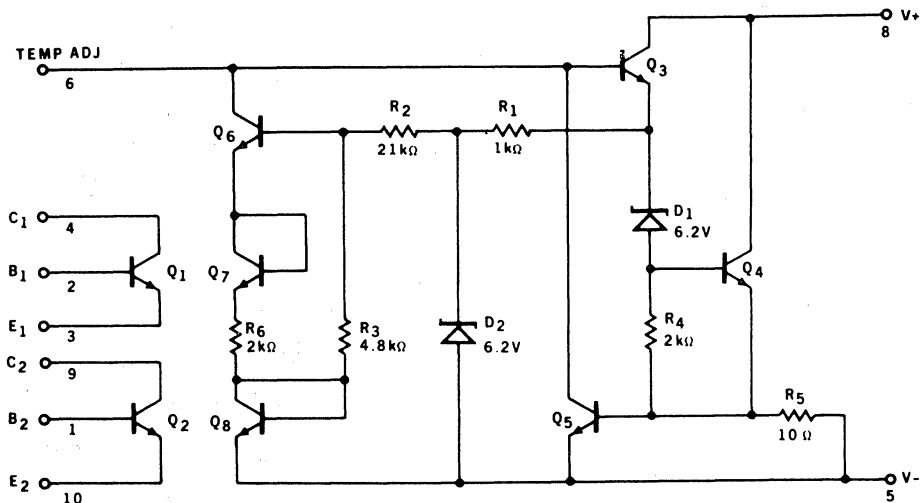 V+
8
TEMP ADJ
6
Q3
R2
21kΩ
R1
1kΩ
Q6
C1
4
D1
6.2V
B1
2
Q1
Q7
Q4
E1
3
R6
2kΩ
R3
4.8kΩ
D2
6.2V
R4
2kΩ
C2
9
R5
10Ω
B2
1
Q2
Q8
Q5
E2
10
V-
5